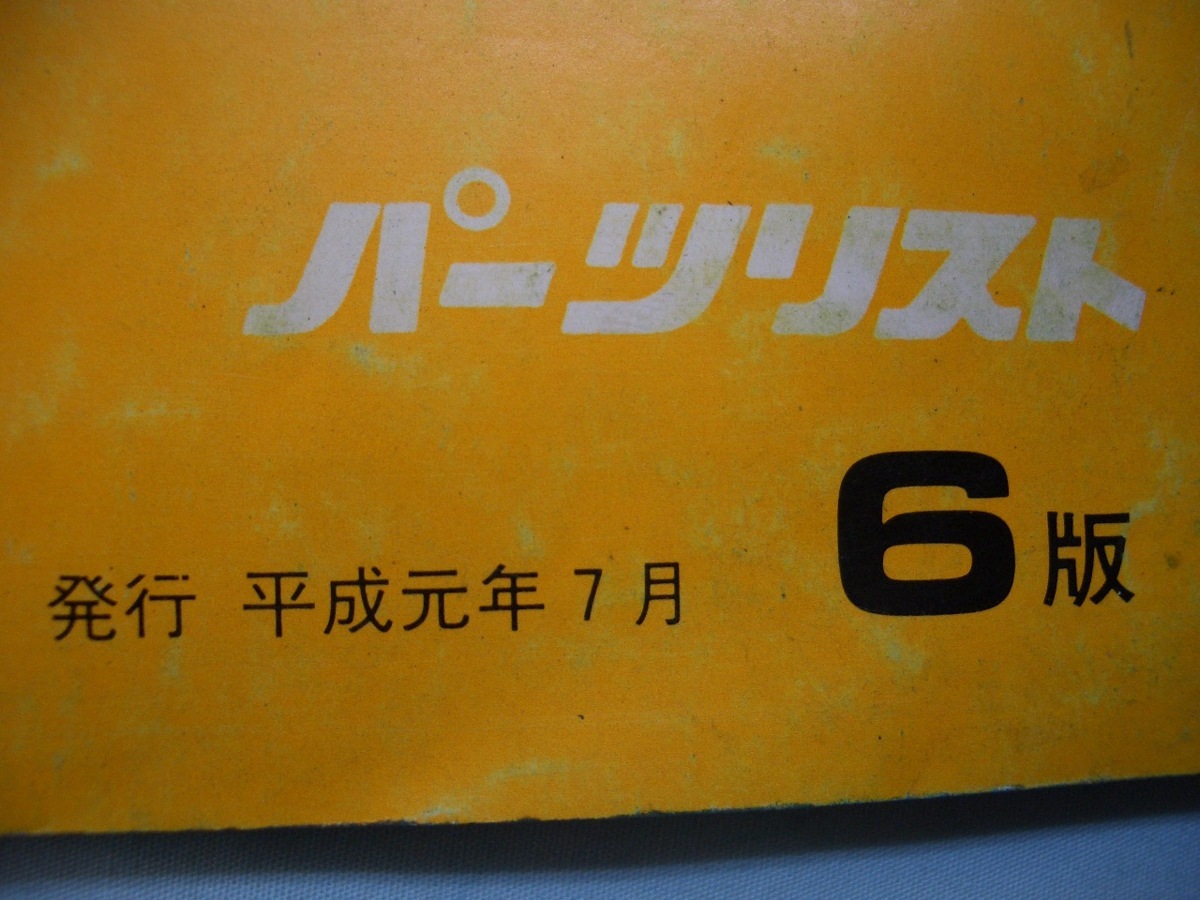 パーツリスト
6版
発行 平成元年7月